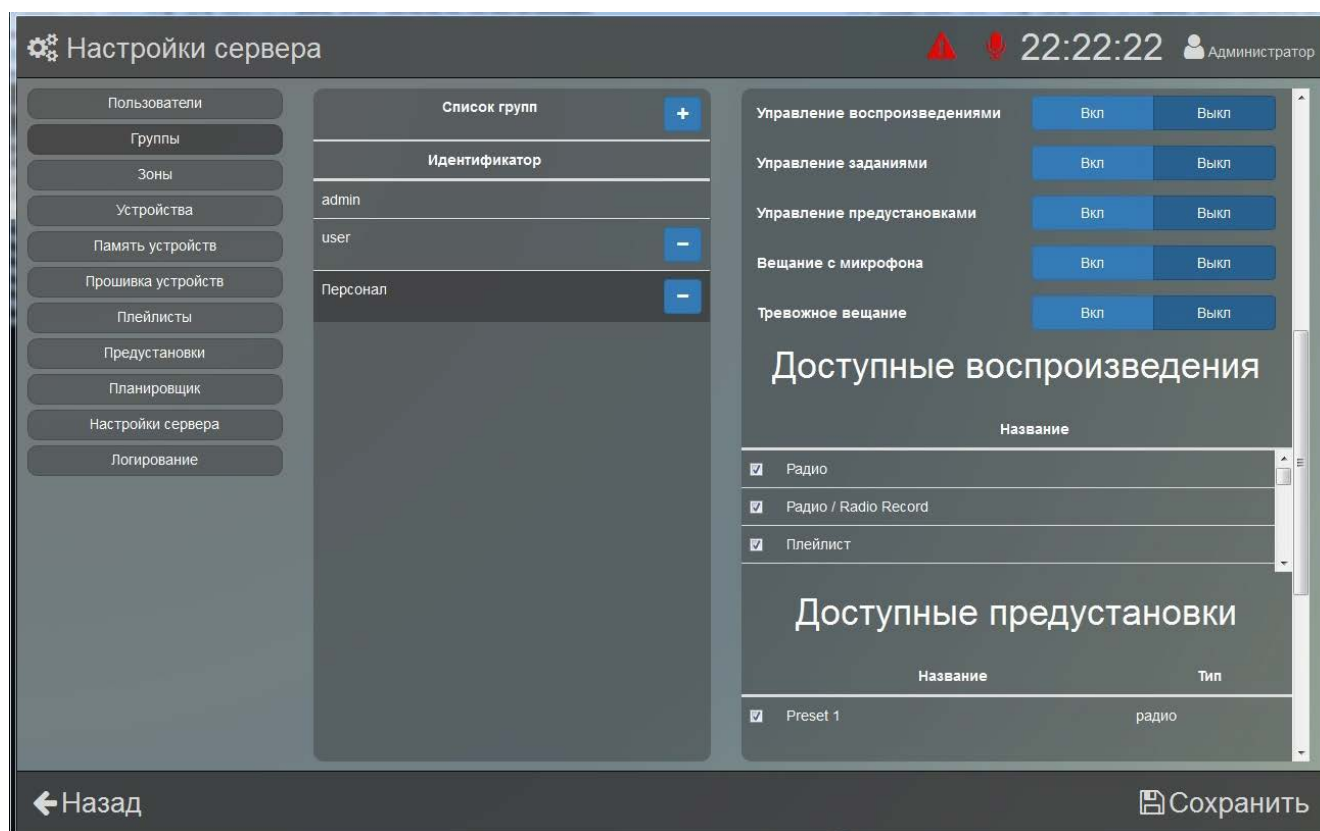 Настройки сервера
22:22:22
Администратор
Пользователи
Группы
Зоны
Устройства
Память устройств
Прошивка устройств
Плейлисты
Предустановки
Планировщик
Настройки сервера
Логирование
Список групп
+
Идентификатор
admin
user
−
Персонал
−
Управление воспроизведениями Вкл Выкл
Управление заданиями Вкл Выкл
Управление предустановками Вкл Выкл
Вещание с микрофона Вкл Выкл
Тревожное вещание Вкл Выкл
Доступные воспроизведения
Название
Радио
Радио / Radio Record
Плейлист
Доступные предустановки
Название Тип
Preset 1 радио
Назад
Сохранить